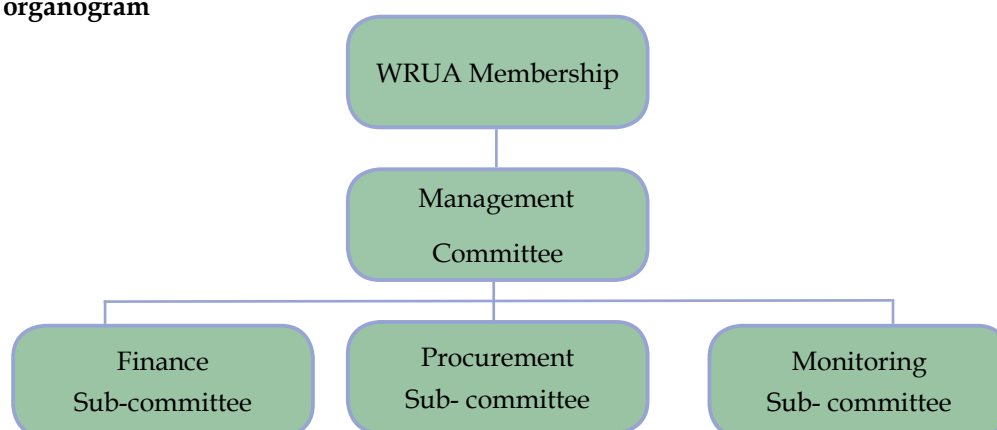 organogram
WRUA Membership
Management
Committee
Finance
Sub-committee
Procurement
Sub- committee
Monitoring
Sub- committee